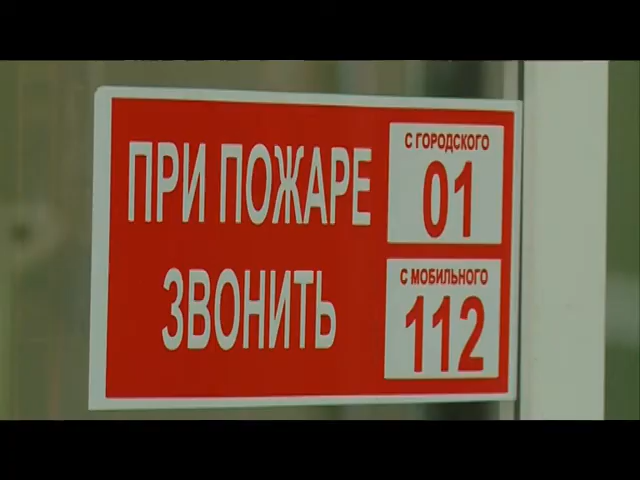 ПРИ ПОЖАРЕ
ЗВОНИТЬ
С ГОРОДСКОГО
01
С МОБИЛЬНОГО
112